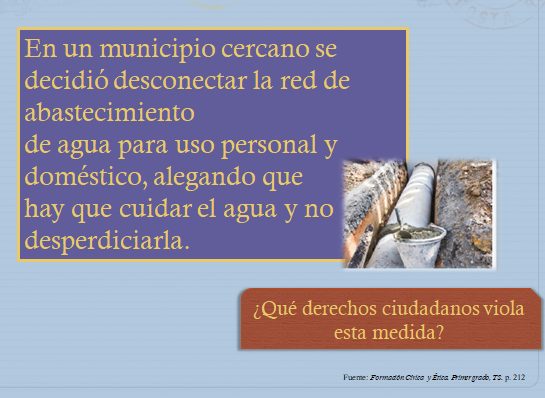 En un municipio cercano se
decidió desconectar la red de
abastecimiento
de agua para uso personal y
doméstico, alegando que
hay que cuidar el agua y no
desperdiciarla.
¿Qué derechos ciudadanos viola
esta medida?
Fuente: Formación Cívica y Ética. Primer grado, TS. p. 212